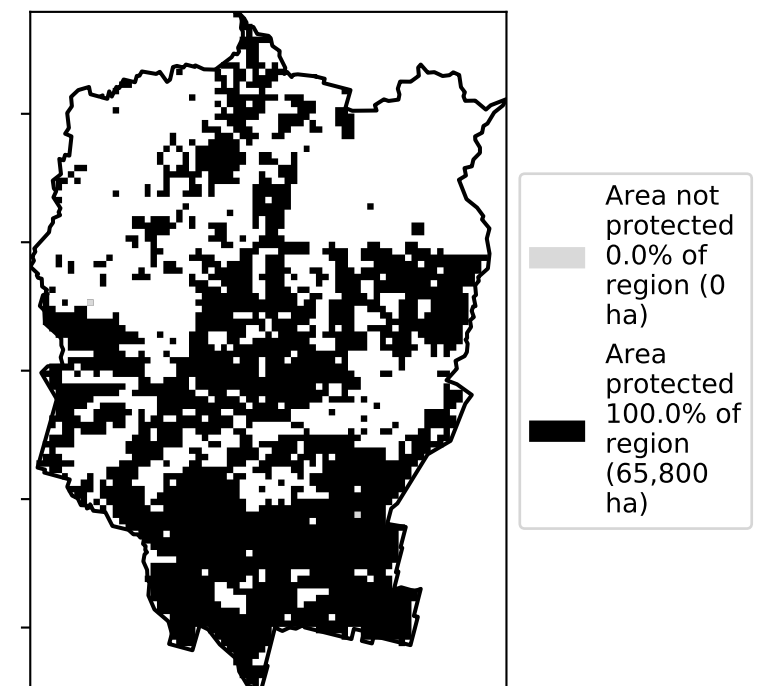 Area not
protected
0.0% of
region (0
ha)
Area
protected
100.0% of
region
(65,800
ha)